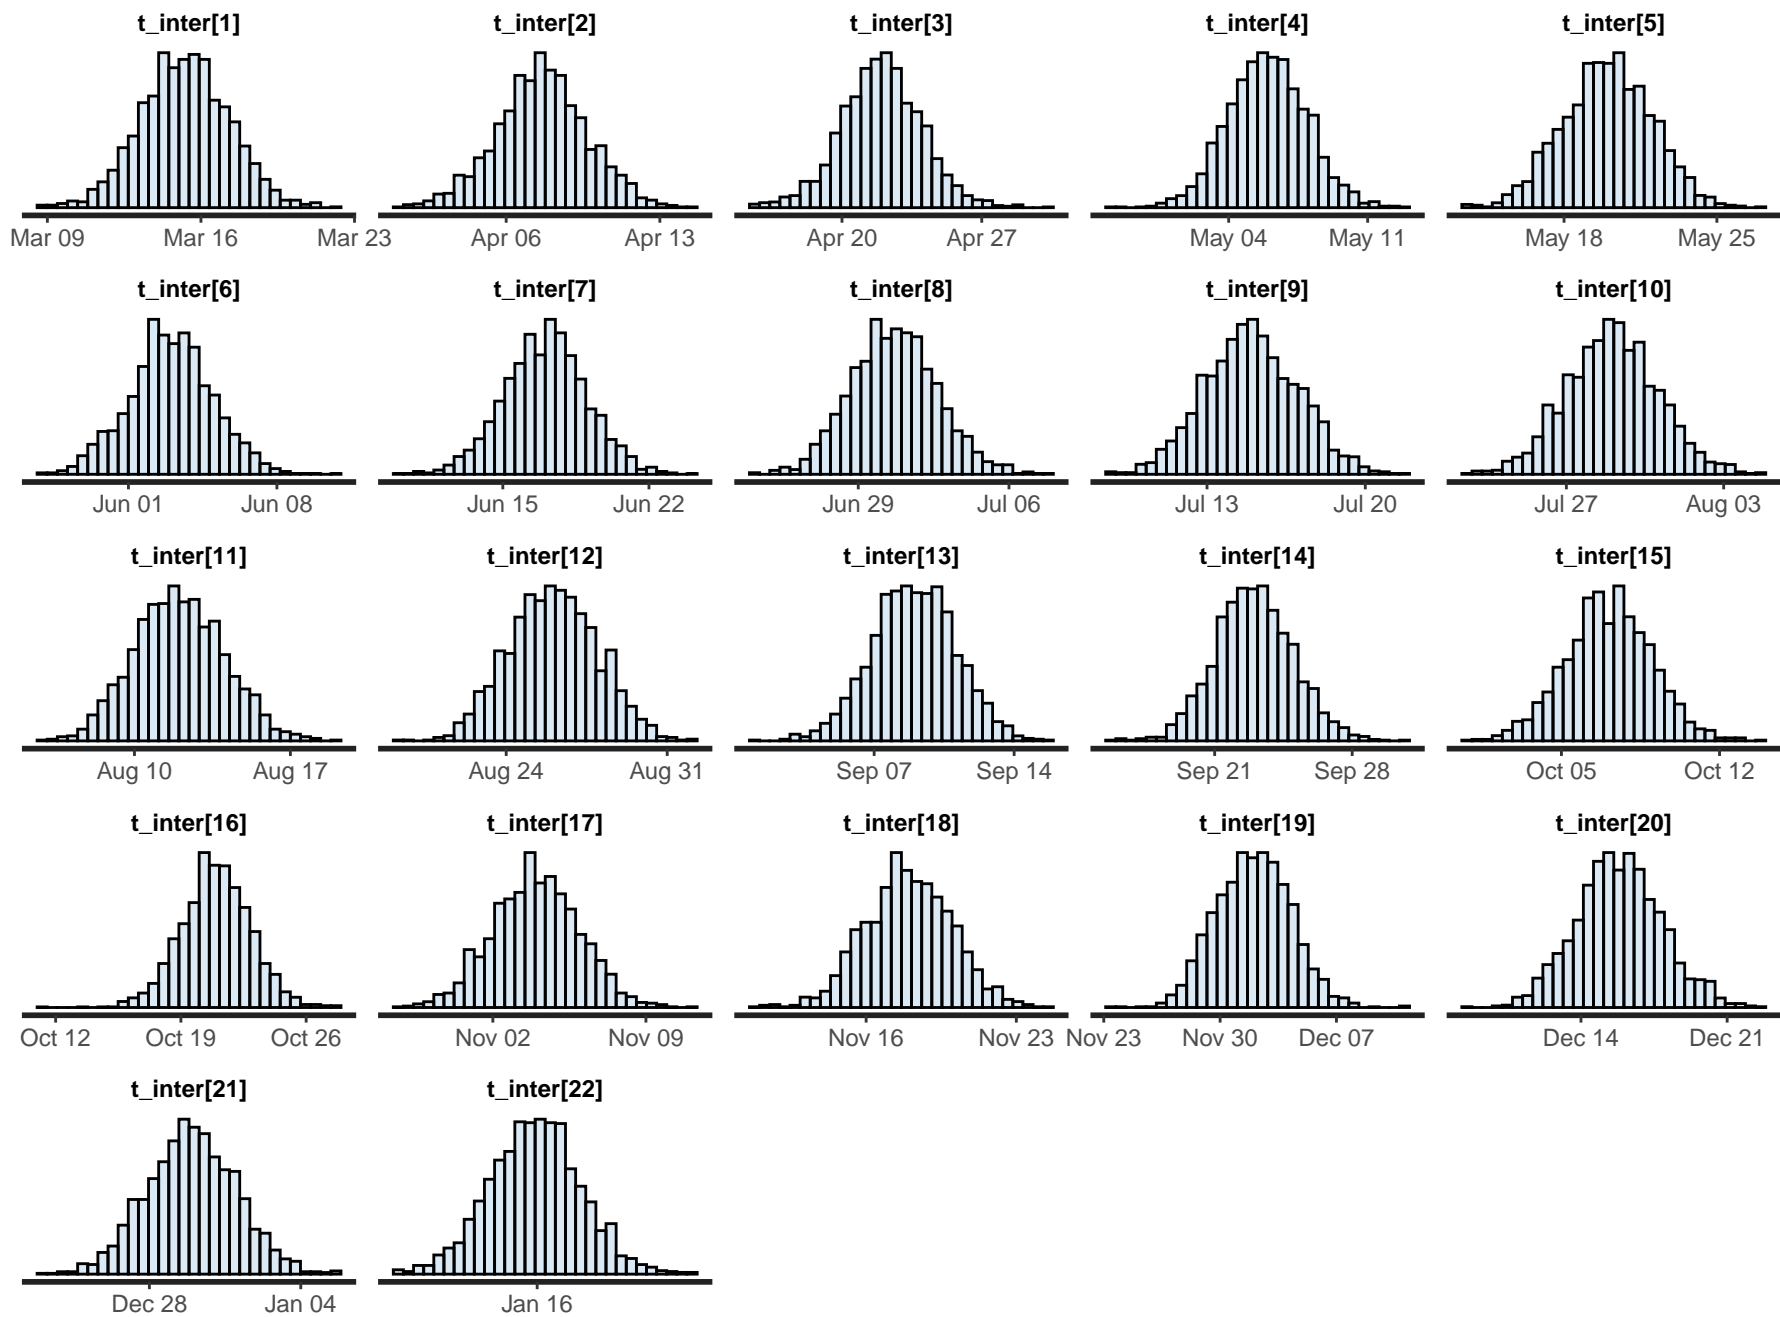 t_inter[1] t_inter[2] t_inter[3] t_inter[4] t_inter[5]
Mar 09 Mar 16 Mar 23 Apr 06 Apr 13 Apr 20 Apr 27 May 04 May 11 May 18 May 25
t_inter[6] t_inter[7] t_inter[8] t_inter[9] t_inter[10]
Jun 01 Jun 08 Jun 15 Jun 22 Jun 29 Jul 06 Jul 13 Jul 20 Jul 27 Aug 03
t_inter[11] t_inter[12] t_inter[13] t_inter[14] t_inter[15]
Aug 10 Aug 17 Aug 24 Aug 31 Sep 07 Sep 14 Sep 21 Sep 28 Oct 05 Oct 12
t_inter[16] t_inter[17] t_inter[18] t_inter[19] t_inter[20]
Oct 12 Oct 19 Oct 26 Nov 02 Nov 09 Nov 16 Nov 23 Nov 23 Nov 30 Dec 07 Dec 14 Dec 21
t_inter[21] t_inter[22]
Dec 28 Jan 04 Jan 16